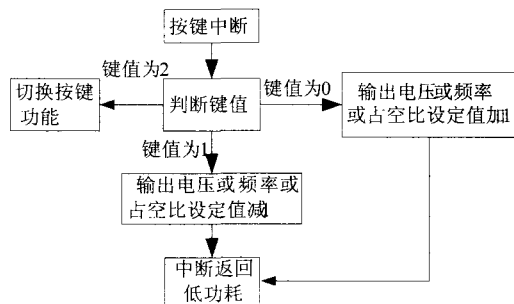 按键中断
键值为2
切换按键
功能
判断键值
键值为0
输出电压或频率
或占空比设定值加1
键值为1
输出电压或频率或
占空比设定值减1
中断返回
低功耗